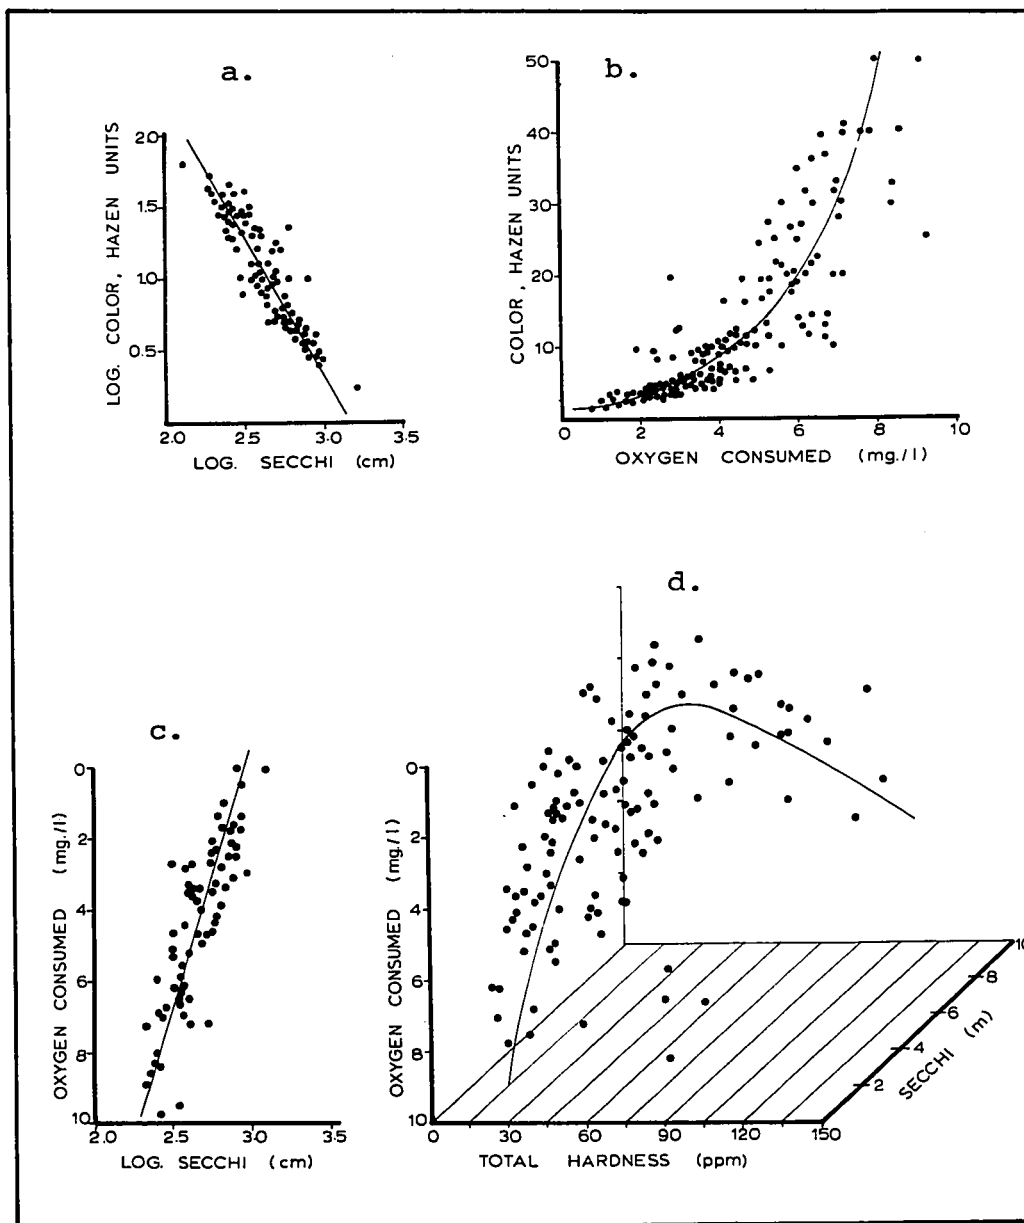 a.
LOG. COLOR, HAZEN UNITS
2.0
1.5
1.0
0.5
2.0 2.5 3.0 3.5
LOG. SECCHI (cm)
b.
COLOR, HAZEN UNITS
50
40
30
20
10
0 2 4 6 8 10
OXYGEN CONSUMED (mg./l)
c.
OXYGEN CONSUMED (mg./l)
0
2
4
6
8
10
2.0 2.5 3.0 3.5
LOG. SECCHI (cm)
d.
OXYGEN CONSUMED (mg./l)
0
2
4
6
8
10
0 30 60 90 120 150
TOTAL HARDNESS (ppm)
10
8
6
4
2
SECCHI (m)